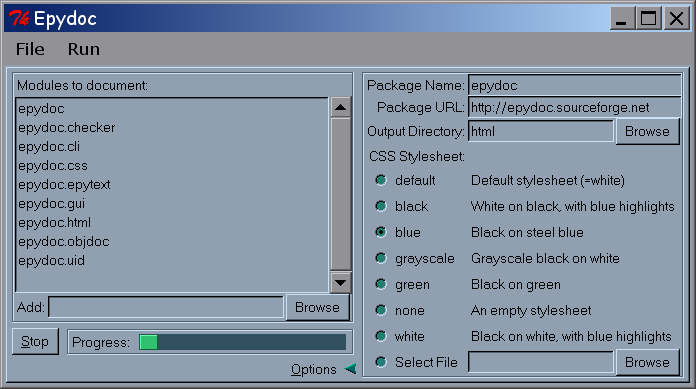 Tk Epydoc
File Run
Modules to document:
epydoc
epydoc.checker
epydoc.cli
epydoc.css
epydoc.epytext
epydoc.gui
epydoc.html
epydoc.objdoc
epydoc.uid
Add: Browse
Stop Progress:
Options
Package Name: epydoc
Package URL: http://epydoc.sourceforge.net
Output Directory: html Browse
CSS Stylesheet:
default Default stylesheet (=white)
black White on black, with blue highlights
blue Black on steel blue
grayscale Grayscale black on white
green Black on green
none An empty stylesheet
white Black on white, with blue highlights
Select File Browse